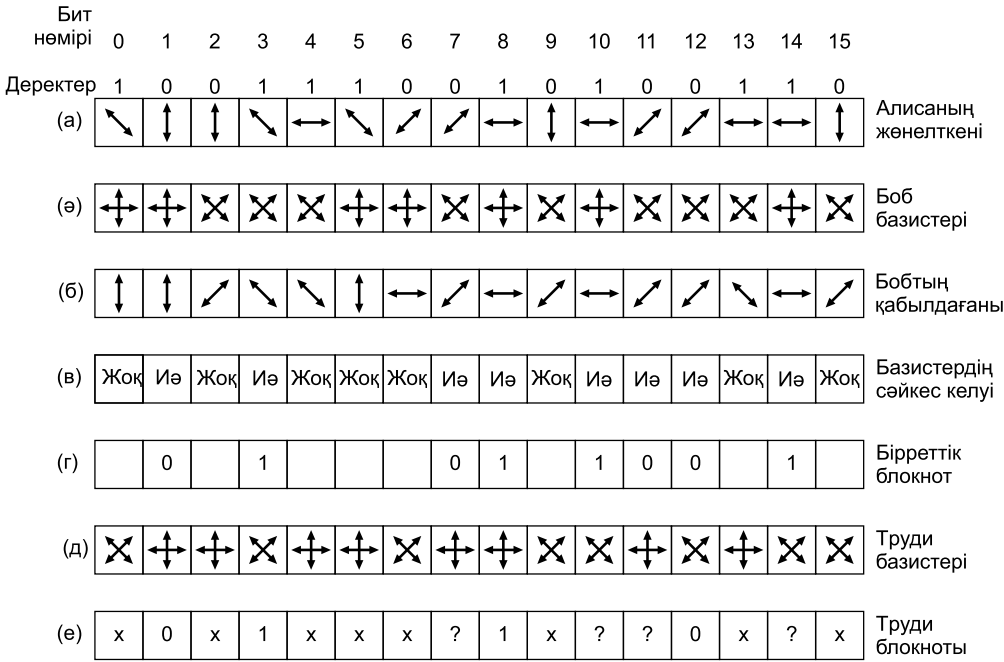 Бит
нөмірі 0 1 2 3 4 5 6 7 8 9 10 11 12 13 14 15
Деректер 1 0 0 1 1 1 0 0 1 0 1 0 0 1 1 0
(а) Алисаның
жөнелткені
(ә) Боб
базистері
(б) Бобтың
қабылдағаны
(в) Жоқ Иә Жоқ Иә Жоқ Жоқ Жоқ Иә Иә Жоқ Иә Иә Иә Жоқ Иә Жоқ Базистердің
сәйкес келуі
(г) 0 1 0 1 1 0 0 1 Бірреттік
блокнот
(д) Труди
базистері
(е) x 0 x 1 x x x ? 1 x ? ? 0 x ? x Труди
блокноты